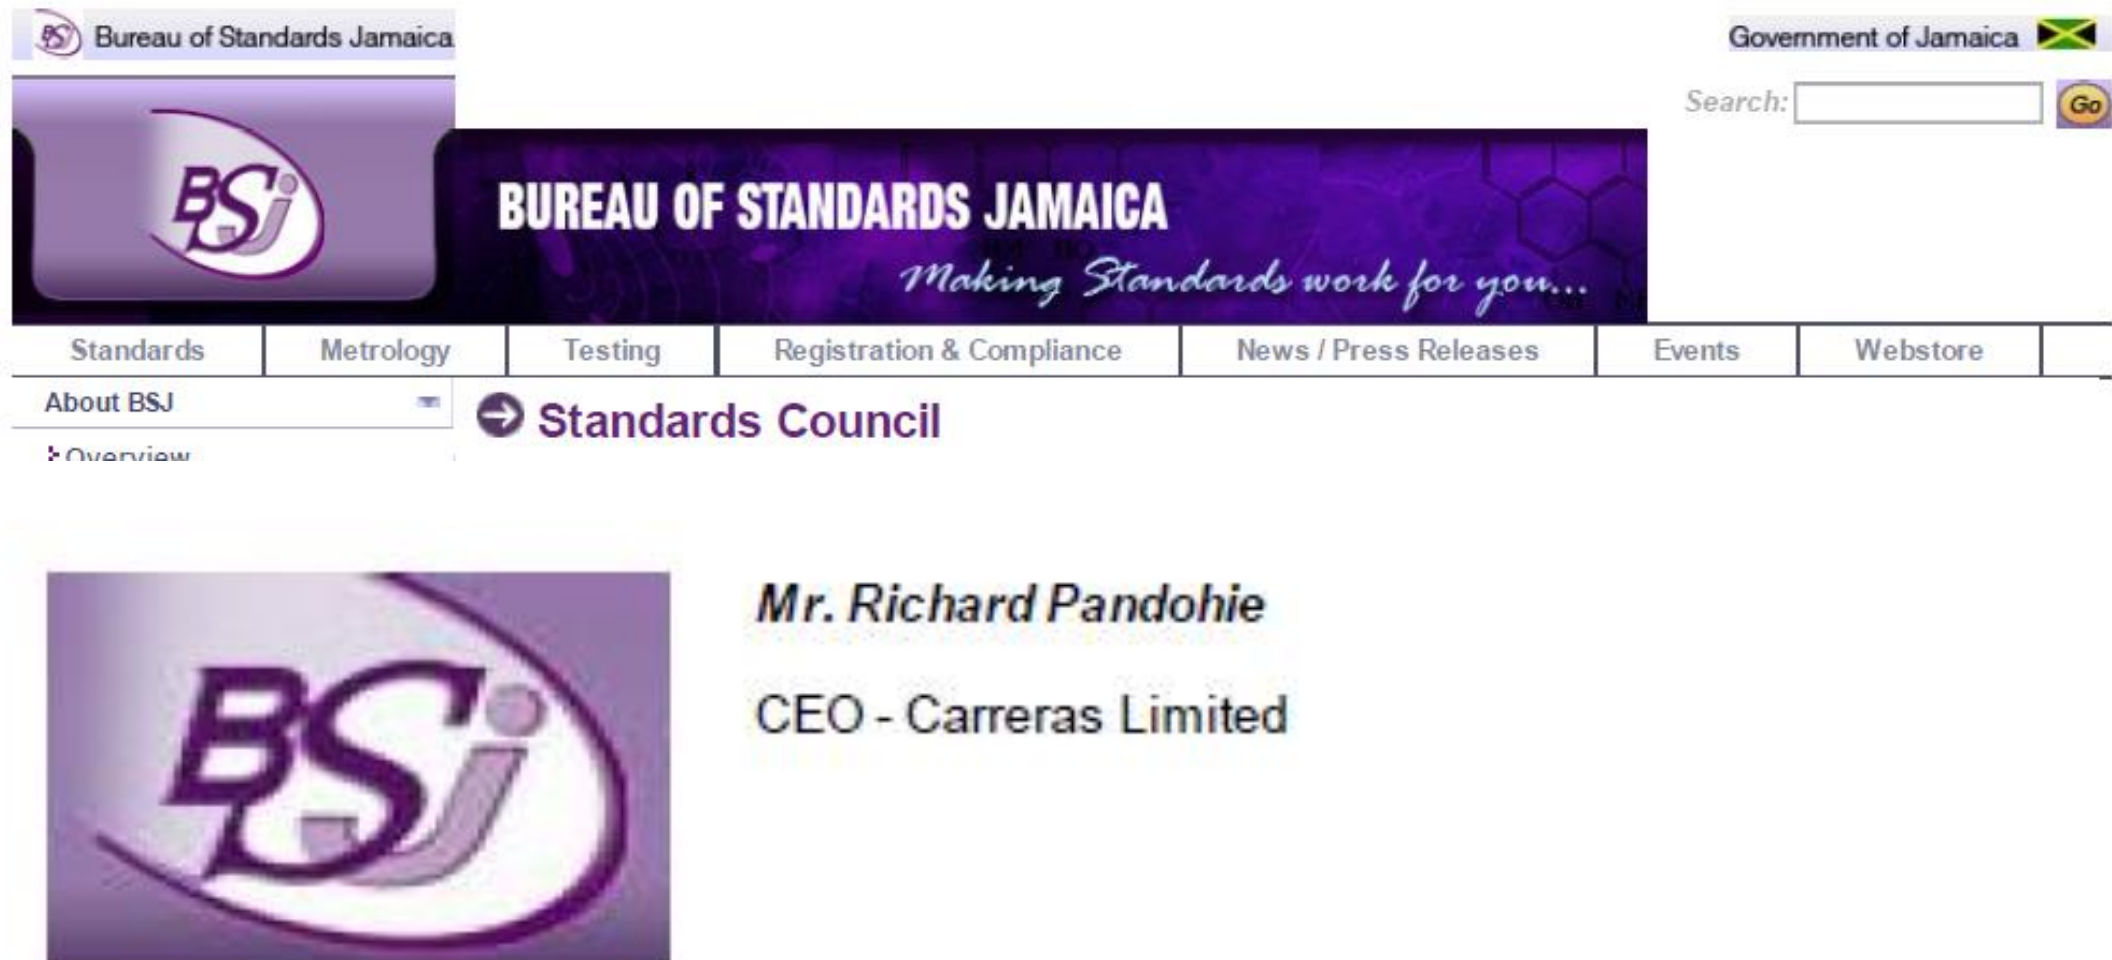 BSJ Bureau of Standards Jamaica
Government of Jamaica
Search: Go
BSJ
BUREAU OF STANDARDS JAMAICA
Making Standards work for you...
Standards Metrology Testing Registration & Compliance News / Press Releases Events Webstore
About BSJ
Standards Council
Overview
BSJ
Mr. Richard Pandohie
CEO - Carreras Limited